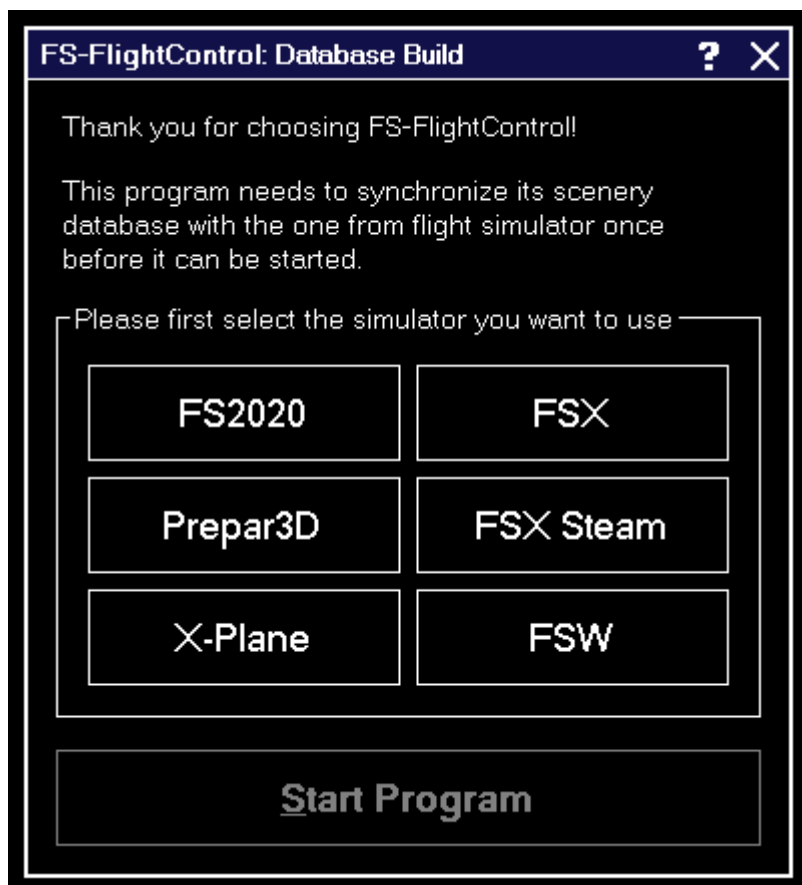 FS-FlightControl: Database Build ? X
Thank you for choosing FS-FlightControl!
This program needs to synchronize its scenery
database with the one from flight simulator once
before it can be started.
Please first select the simulator you want to use
FS2020 FSX
Prepar3D FSX Steam
X-Plane FSW
Start Program